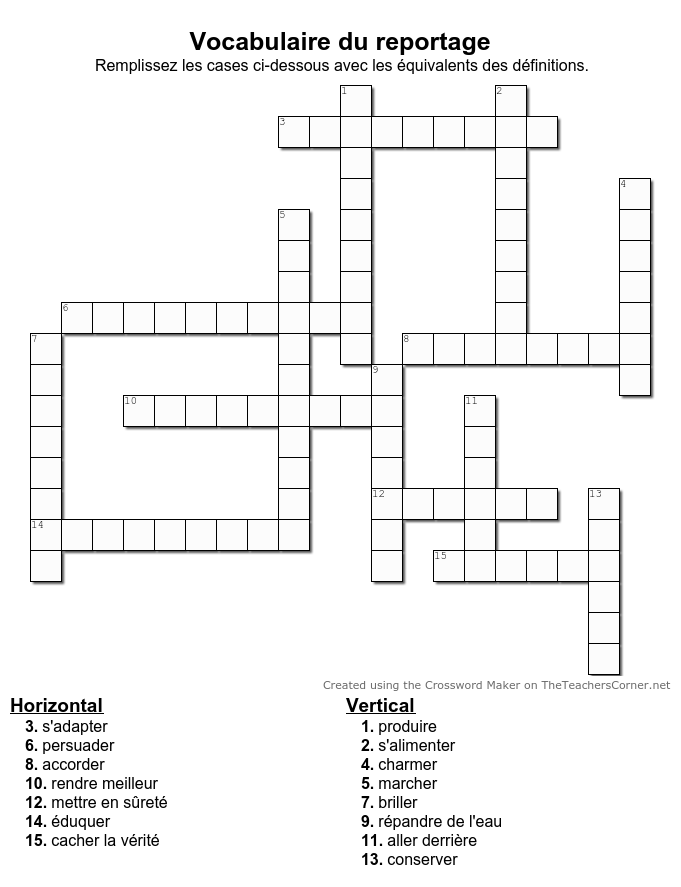 Vocabulaire du reportage
Remplissez les cases ci-dessous avec les équivalents des définitions.
1
2
3
4
5
6
7
8
9
10
11
12
13
14
15
Created using the Crossword Maker on TheTeachersCorner.net
Horizontal
3. s'adapter
6. persuader
8. accorder
10. rendre meilleur
12. mettre en sûreté
14. éduquer
15. cacher la vérité
Vertical
1. produire
2. s'alimenter
4. charmer
5. marcher
7. briller
9. répandre de l'eau
11. aller derrière
13. conserver